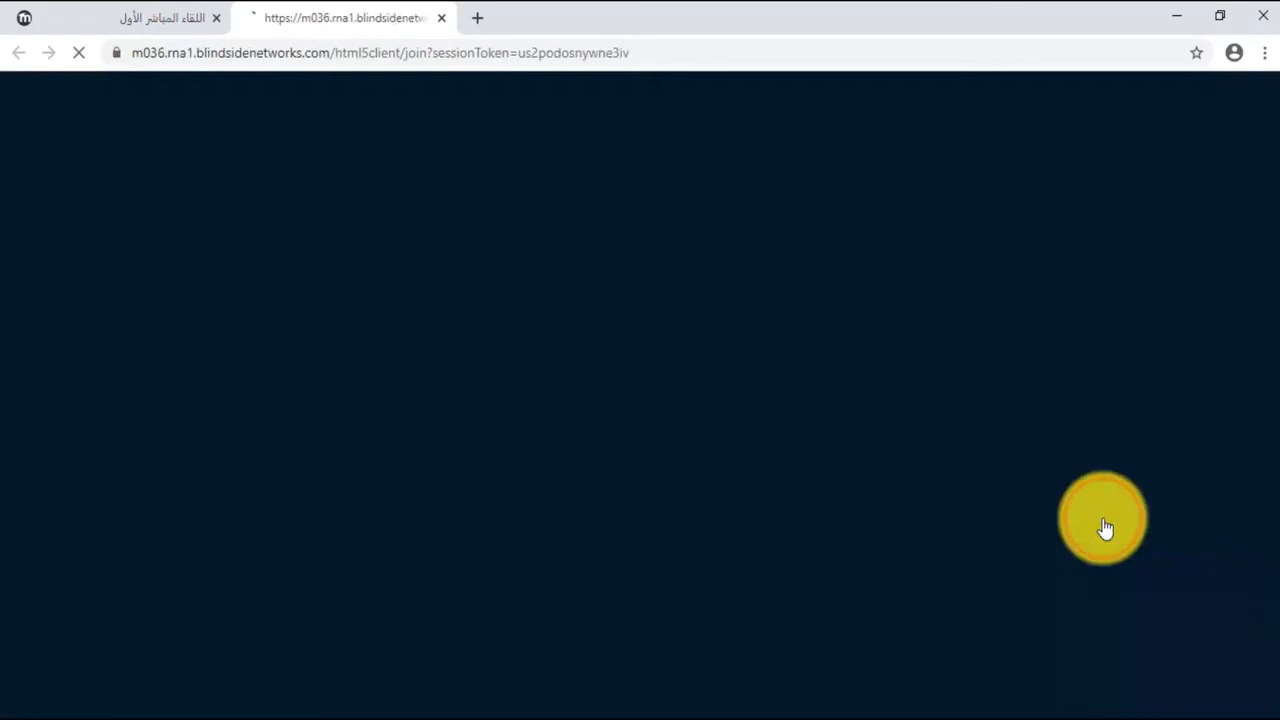 اللقاء المباشر الأول
https://m036.rna1.blindsidenetw
m036.rna1.blindsidenetworks.com/html5client/join?sessionToken=us2podosnywne3iv